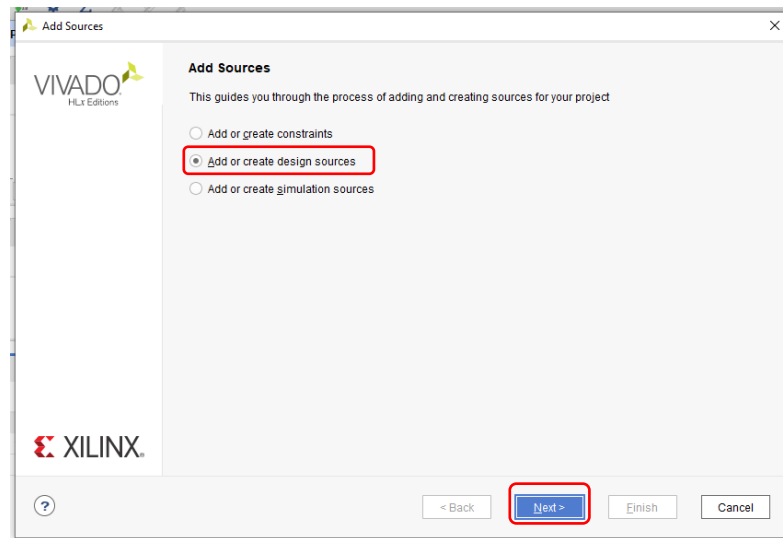 Add Sources
VIVADO.
HLx Editions
Add Sources
This guides you through the process of adding and creating sources for your project
Add or create constraints
Add or create design sources
Add or create simulation sources
XILINX.
?
< Back
Next >
Finish
Cancel